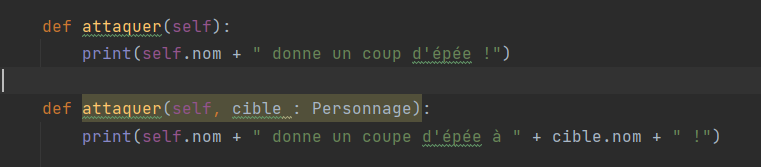 def attaquer(self):
print(self.nom + " donne un coup d'épée !")
def attaquer(self, cible : Personnage):
print(self.nom + " donne un coupe d'épée à " + cible.nom + " !")